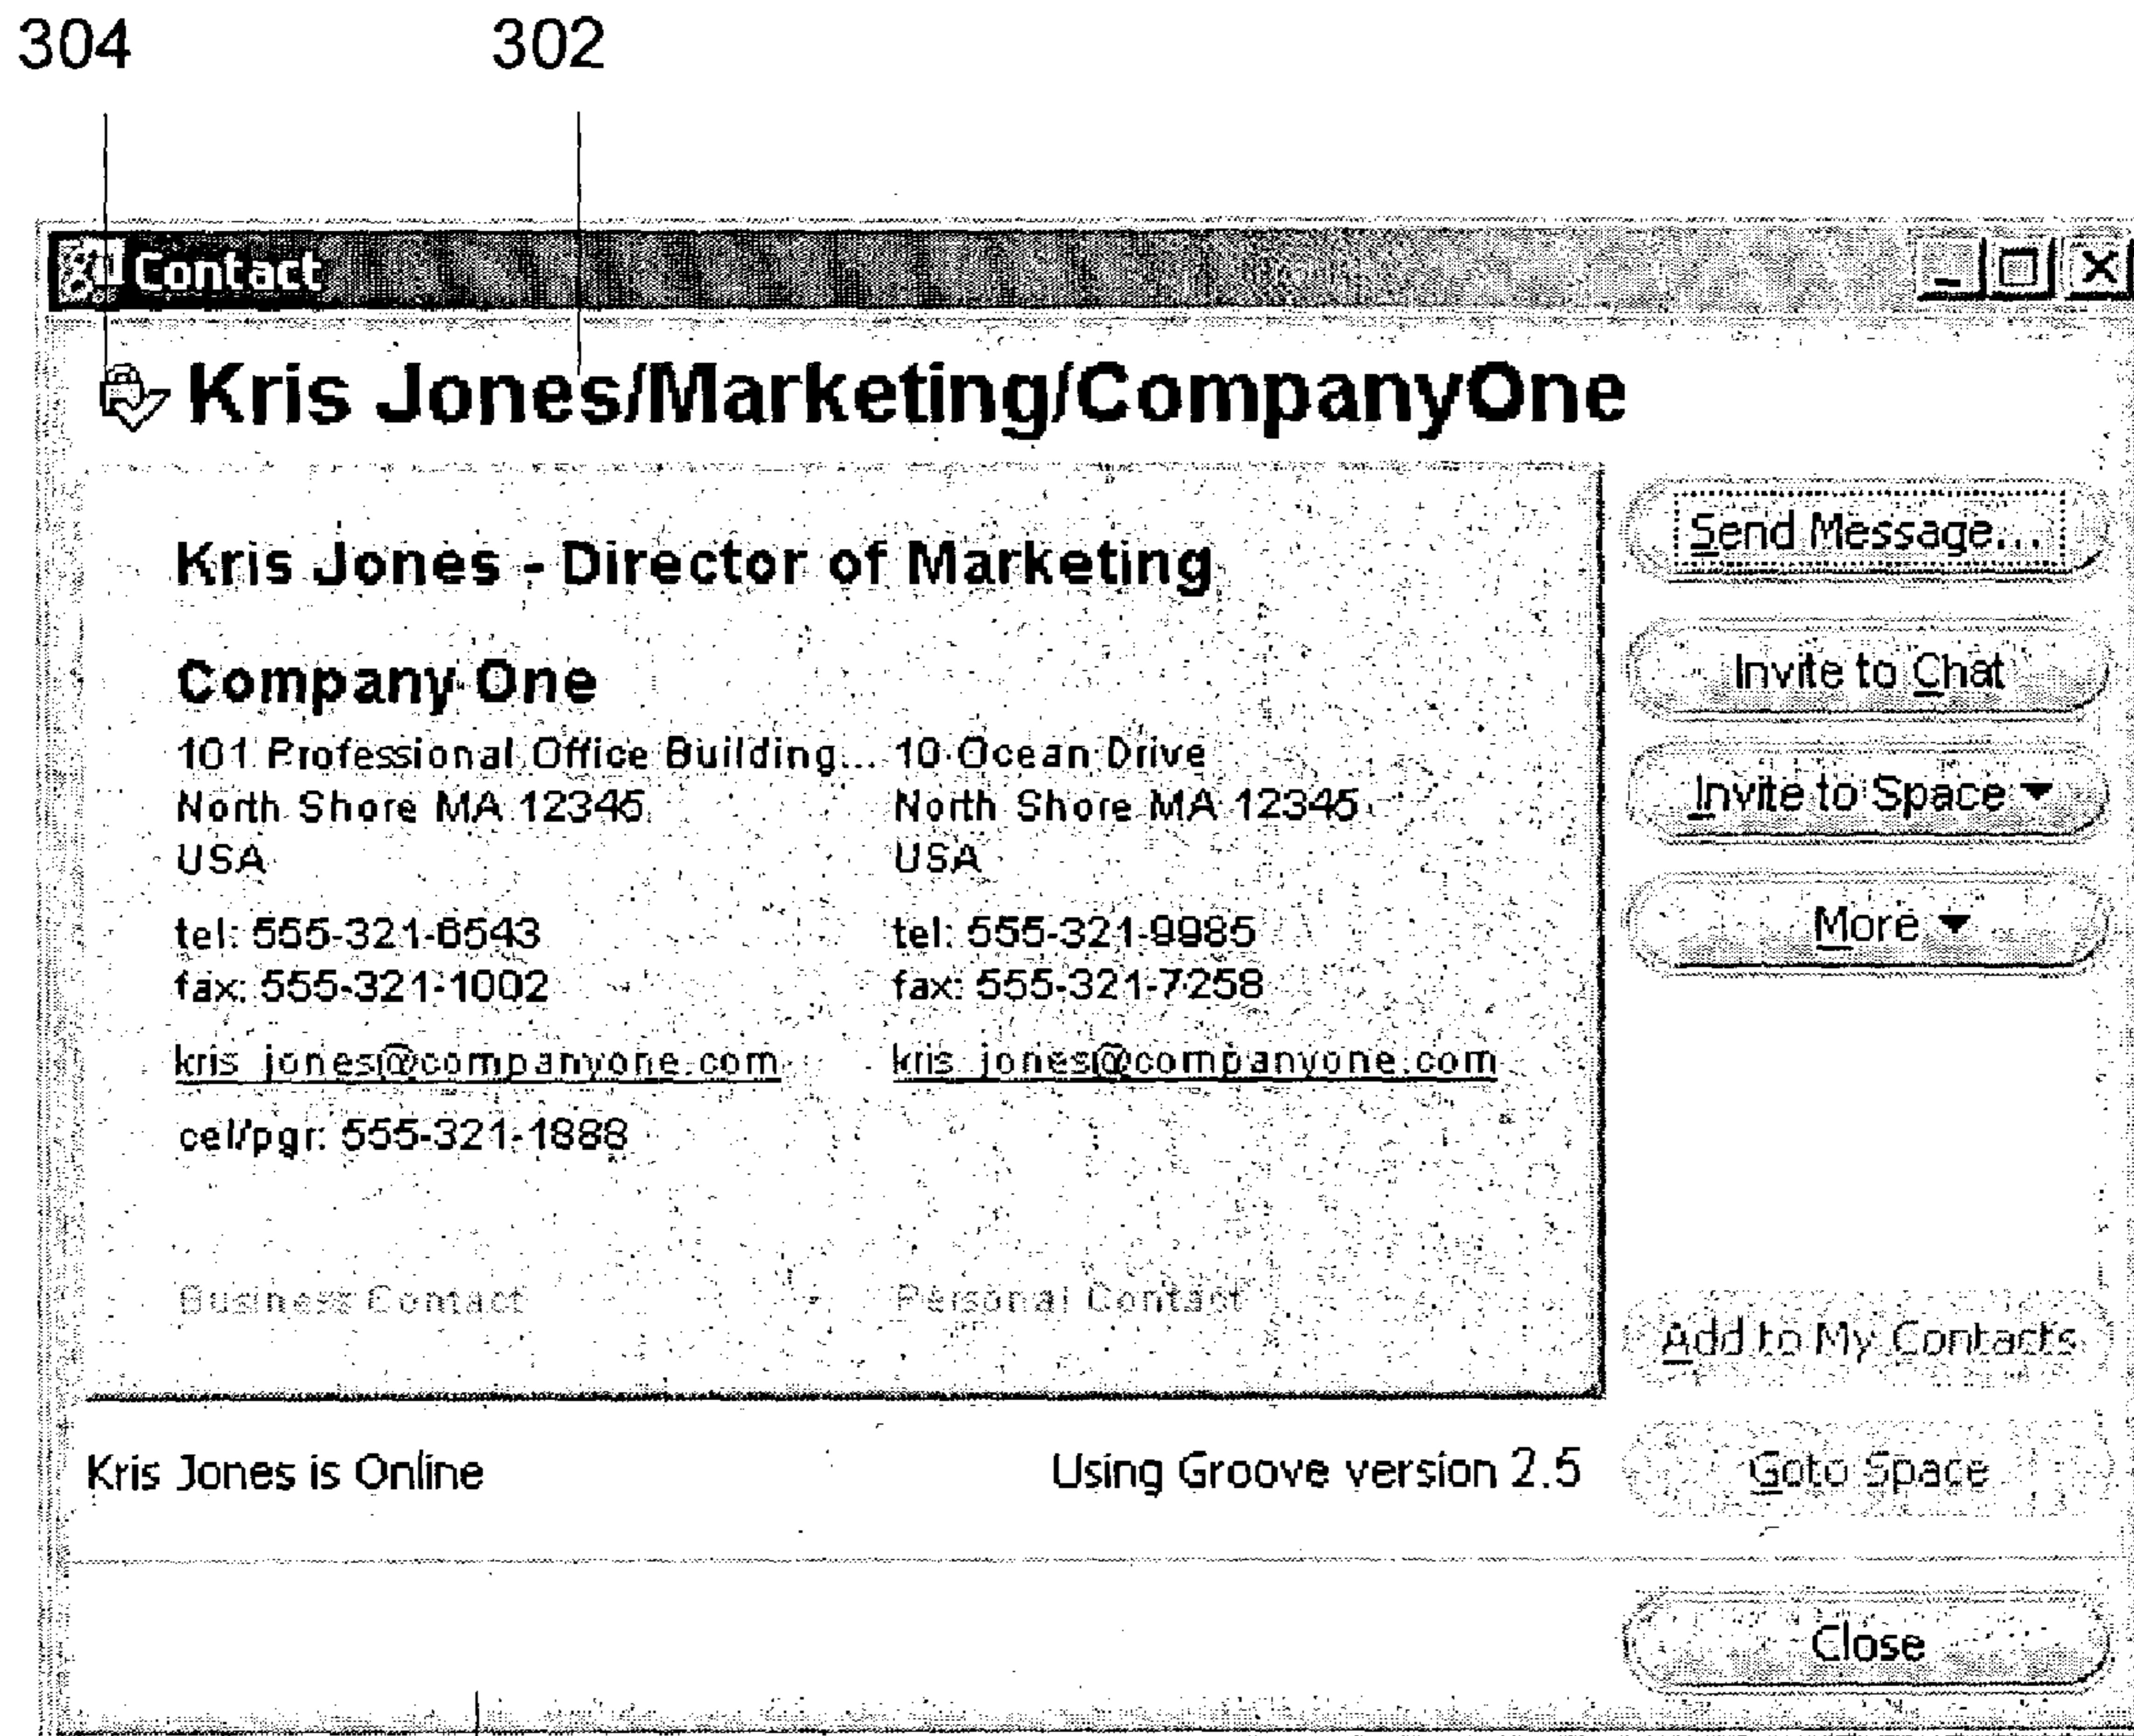 304 302
Contact
Kris Jones/Marketing/CompanyOne
Kris Jones - Director of Marketing
Company One
101 Professional Office Building... 10 Ocean Drive
North Shore MA 12345 North Shore MA 12345
USA USA
tel: 555-321-6543 tel: 555-321-9985
fax: 555-321-1002 fax: 555-321-7258
kris_jones@companyone.com kris_jones@companyone.com
cel/pgr: 555-321-1888
Business Contact Personal Contact
Send Message...
Invite to Chat
Invite to Space
More
Add to My Contacts
Kris Jones is Online Using Groove version 2.5
Goto Space
Close